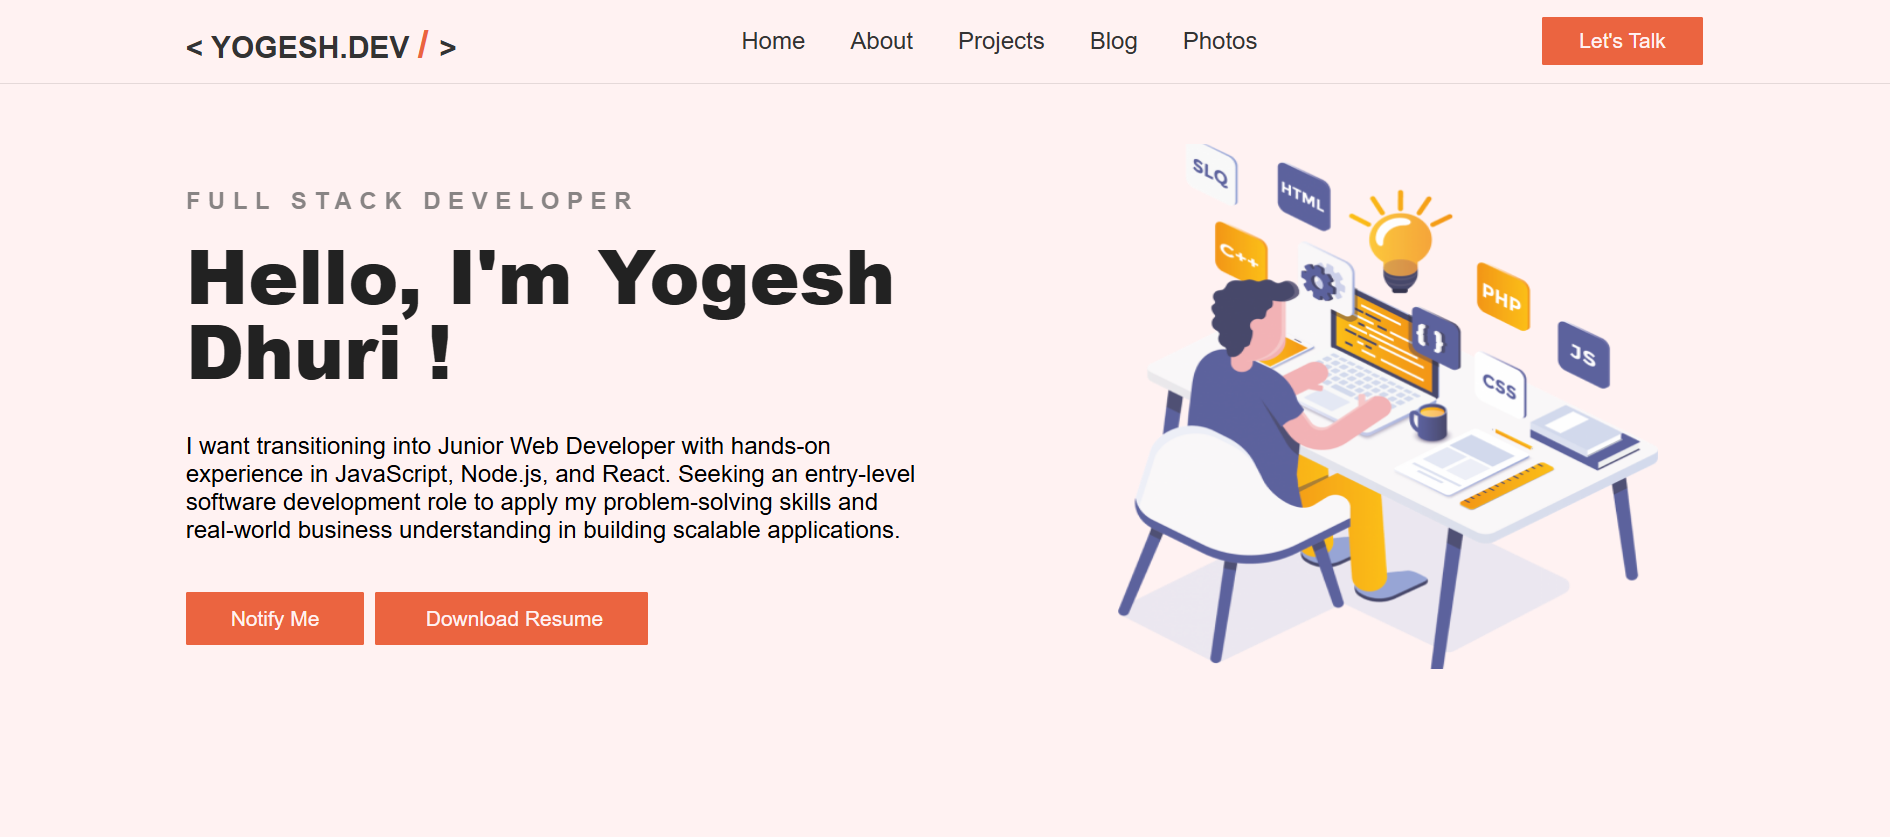 < YOGESH.DEV / >
Home About Projects Blog Photos
Let's Talk
FULL STACK DEVELOPER
Hello, I'm Yogesh
Dhuri !
I want transitioning into Junior Web Developer with hands-on
experience in JavaScript, Node.js, and React. Seeking an entry-level
software development role to apply my problem-solving skills and
real-world business understanding in building scalable applications.
Notify Me
Download Resume
SLQ
HTML
C++
PHP
{ }
JS
CSS